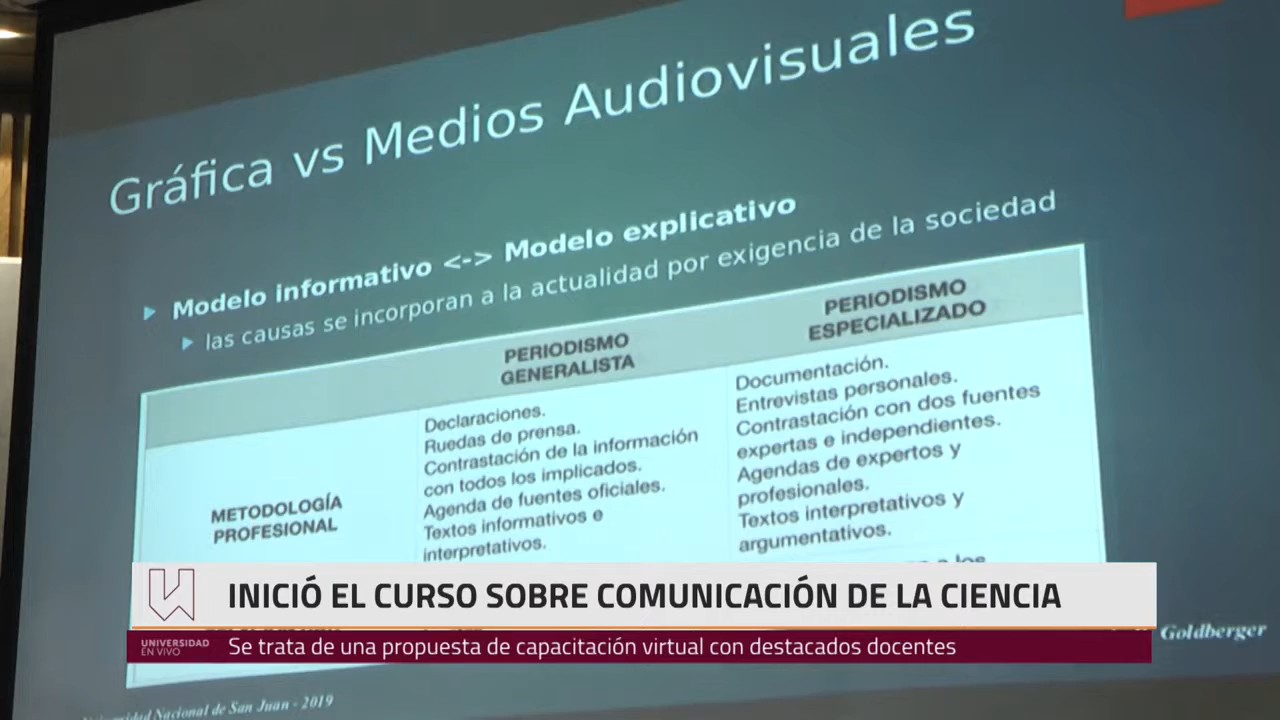 Gráfica vs Medios Audiovisuales
Modelo informativo <-> Modelo explicativo
las causas se incorporan a la actualidad por exigencia de la sociedad
PERIODISMO
GENERALISTA
PERIODISMO
ESPECIALIZADO
METODOLOGÍA
PROFESIONAL
Declaraciones.
Ruedas de prensa.
Contrastación de la información
con todos los implicados.
Agenda de fuentes oficiales.
Textos informativos e
interpretativos.
Documentación.
Entrevistas personales.
Contrastación con dos fuentes
expertas e independientes.
Agendas de expertos y
profesionales.
Textos interpretativos y
argumentativos.
a los
INICIÓ EL CURSO SOBRE COMUNICACIÓN DE LA CIENCIA
UNIVERSIDAD
EN VIVO
Se trata de una propuesta de capacitación virtual con destacados docentes
Goldberger
Nacional de San Juan - 2019